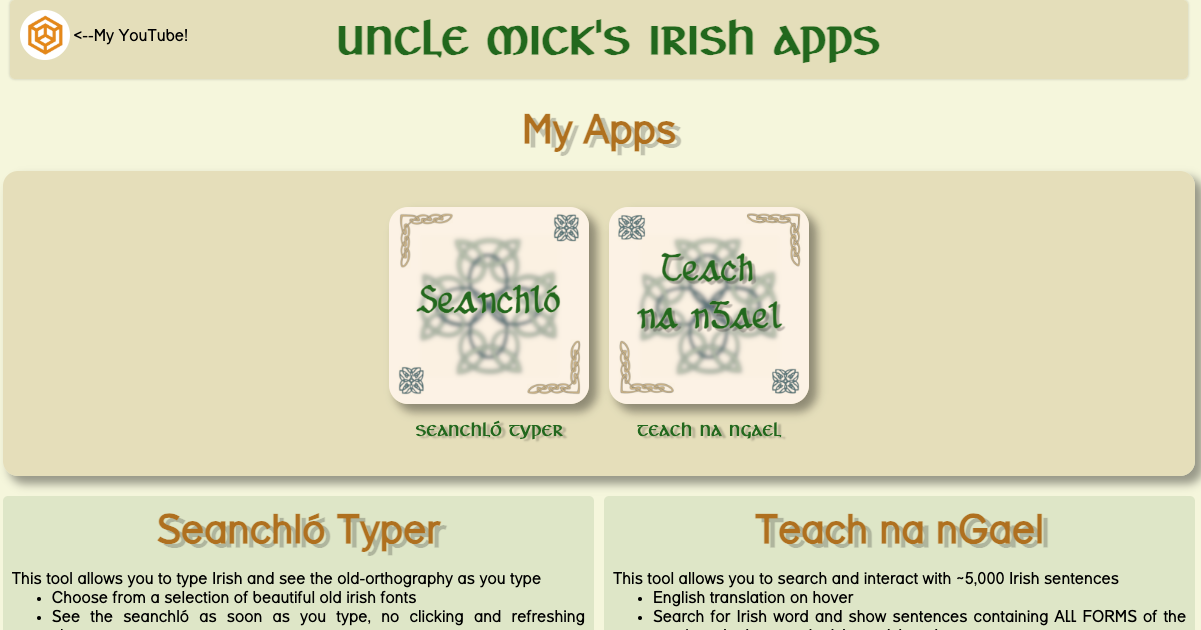 <--My YouTube!
UNCLE MICK'S IRISH APPS
My Apps
Seanchló
Teach
na nGael
SEANCHLÓ TYPER
TEACH NA NGAEL
Seanchló Typer
This tool allows you to type Irish and see the old-orthography as you type
• Choose from a selection of beautiful old irish fonts
• See the seanchló as soon as you type, no clicking and refreshing
Teach na nGael
This tool allows you to search and interact with ~5,000 Irish sentences
• English translation on hover
• Search for Irish word and show sentences containing ALL FORMS of the